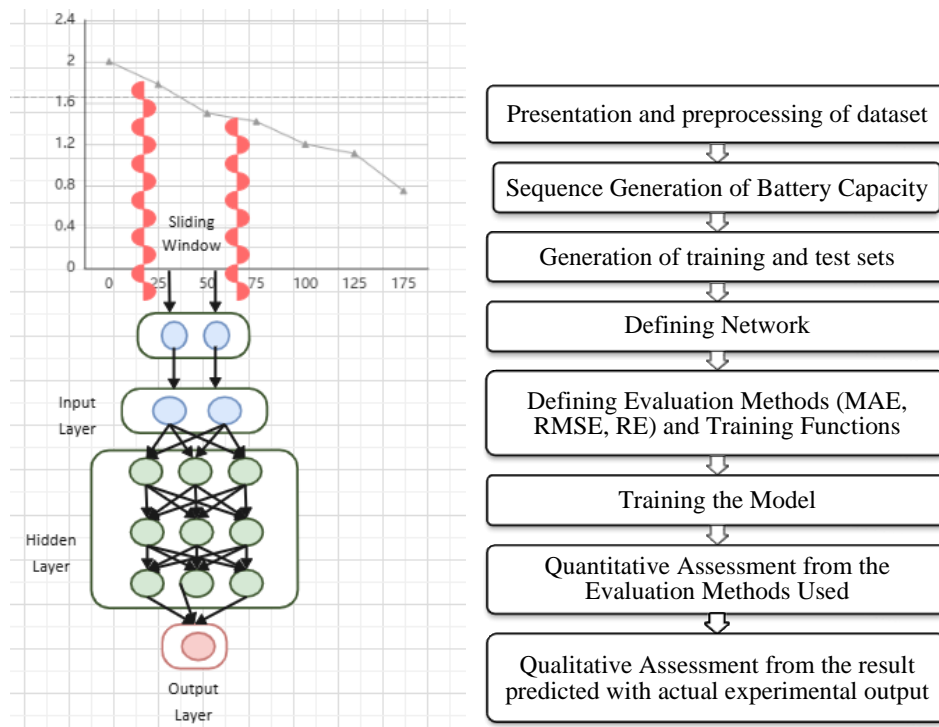 2.4
2
1.6
1.2
0.8
0.4
0
Sliding
Window
0 25 50 75 100 125 175
Input
Layer
Hidden
Layer
Output
Layer
Presentation and preprocessing of dataset
Sequence Generation of Battery Capacity
Generation of training and test sets
Defining Network
Defining Evaluation Methods (MAE,
RMSE, RE) and Training Functions
Training the Model
Quantitative Assessment from the
Evaluation Methods Used
Qualitative Assessment from the result
predicted with actual experimental output